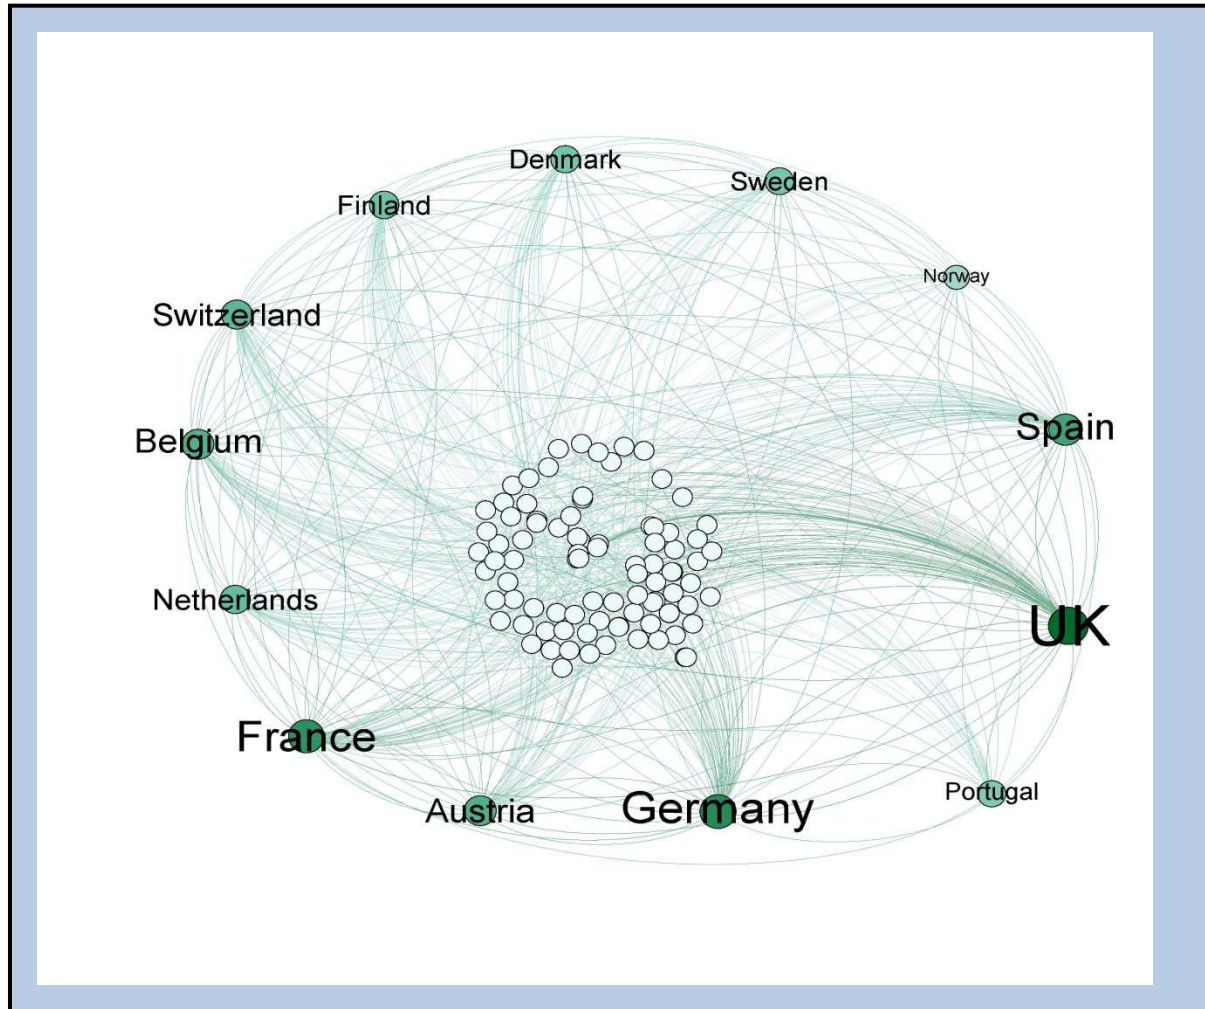 Denmark
Sweden
Finland
Norway
Switzerland
Spain
Belgium
Netherlands
UK
France
Portugal
Austria
Germany